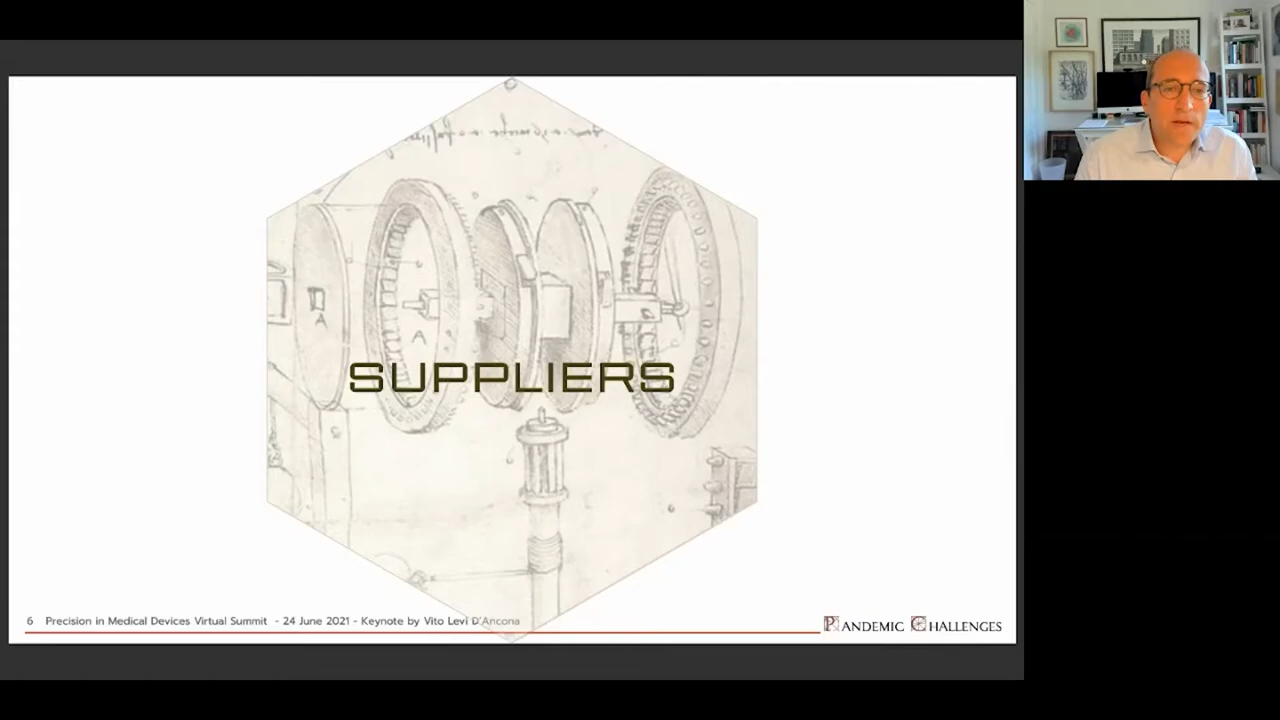 A
A
SUPPLIERS
6 Precision in Medical Devices Virtual Summit - 24 June 2021 - Keynote by Vito Levi D'Ancona
PANDEMIC CHALLENGES